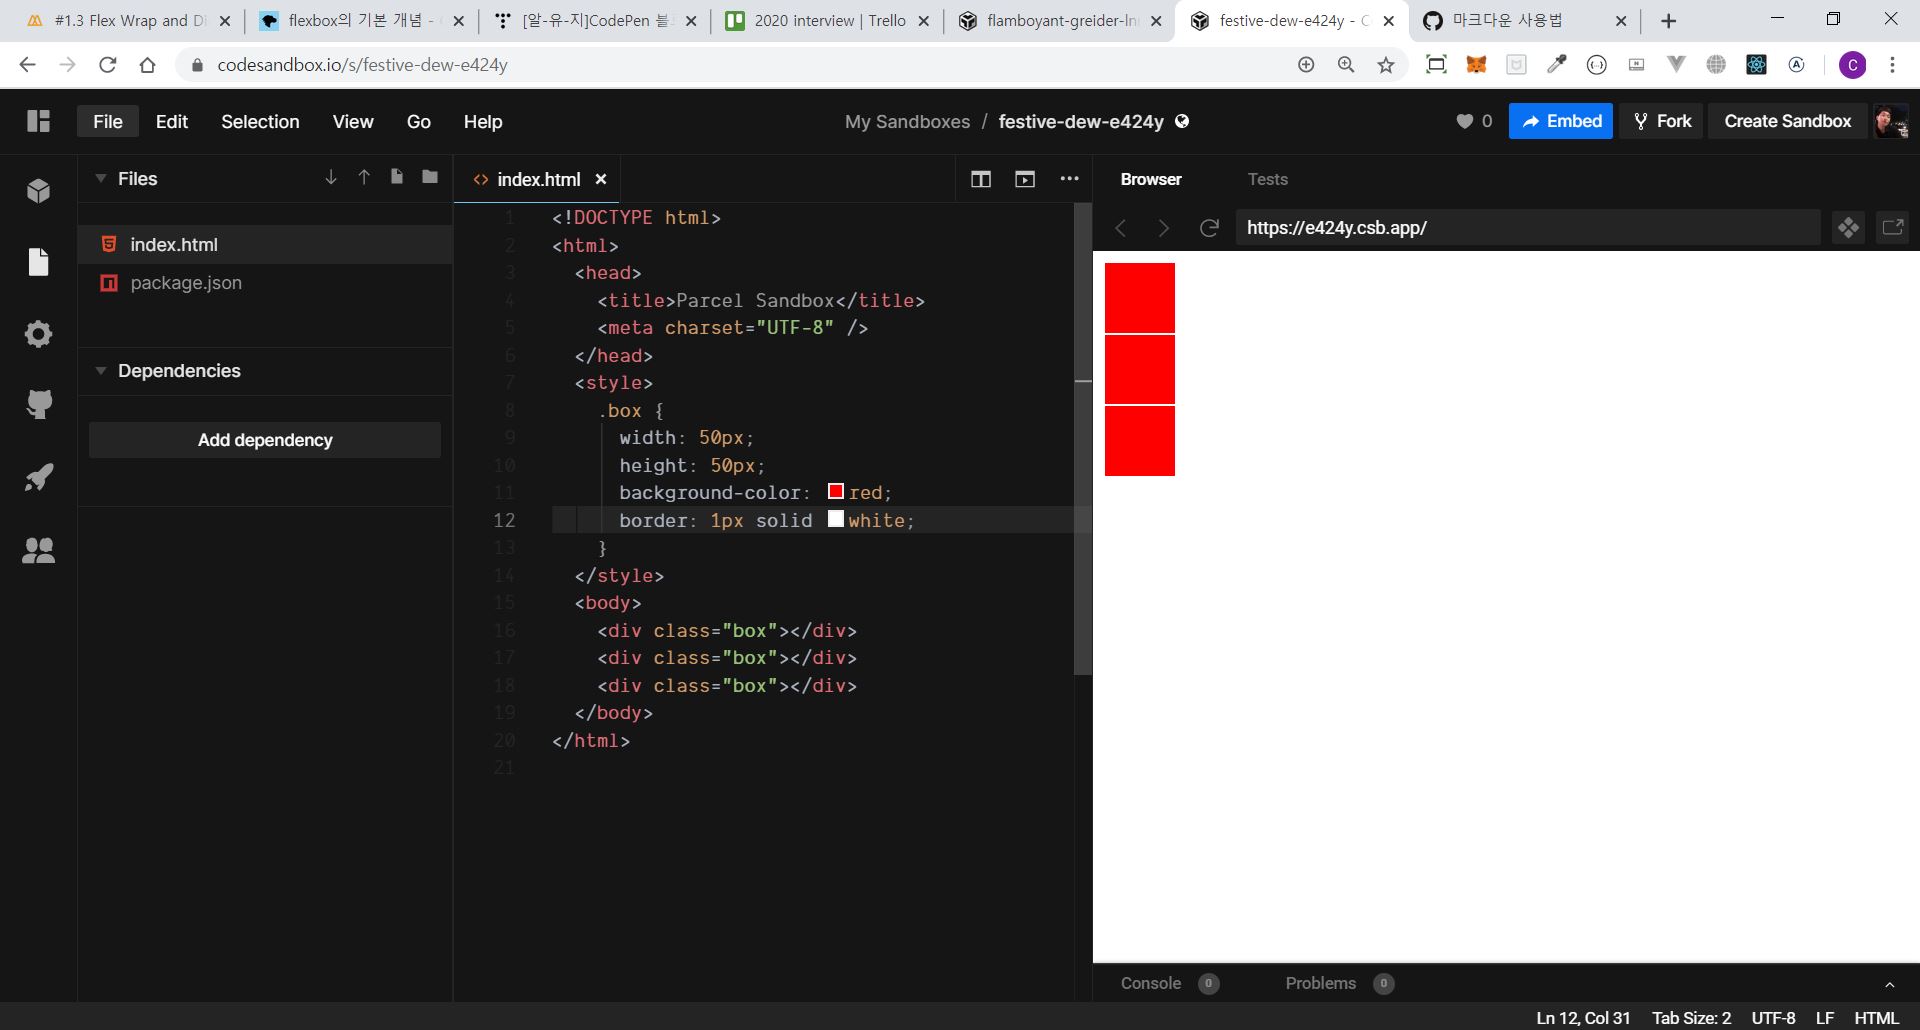 #1.3 Flex Wrap and Di
flexbox의 기본 개념 -
[알-유-지]CodePen 블
2020 interview | Trello
flamboyant-greider-ln
festive-dew-e424y - C
마크다운 사용법
codesandbox.io/s/festive-dew-e424y
C
File Edit Selection View Go Help
My Sandboxes / festive-dew-e424y
0
Embed
Fork
Create Sandbox
Files
index.html
package.json
Dependencies
Add dependency
index.html
1 <!DOCTYPE html>
2 <html>
3 <head>
4 <title>Parcel Sandbox</title>
5 <meta charset="UTF-8" />
6 </head>
7 <style>
8 .box {
9 width: 50px;
10 height: 50px;
11 background-color: red;
12 border: 1px solid white;
13 }
14 </style>
15 <body>
16 <div class="box"></div>
17 <div class="box"></div>
18 <div class="box"></div>
19 </body>
20 </html>
21
Browser Tests
https://e424y.csb.app/
Console 0 Problems 0
Ln 12, Col 31 Tab Size: 2 UTF-8 LF HTML